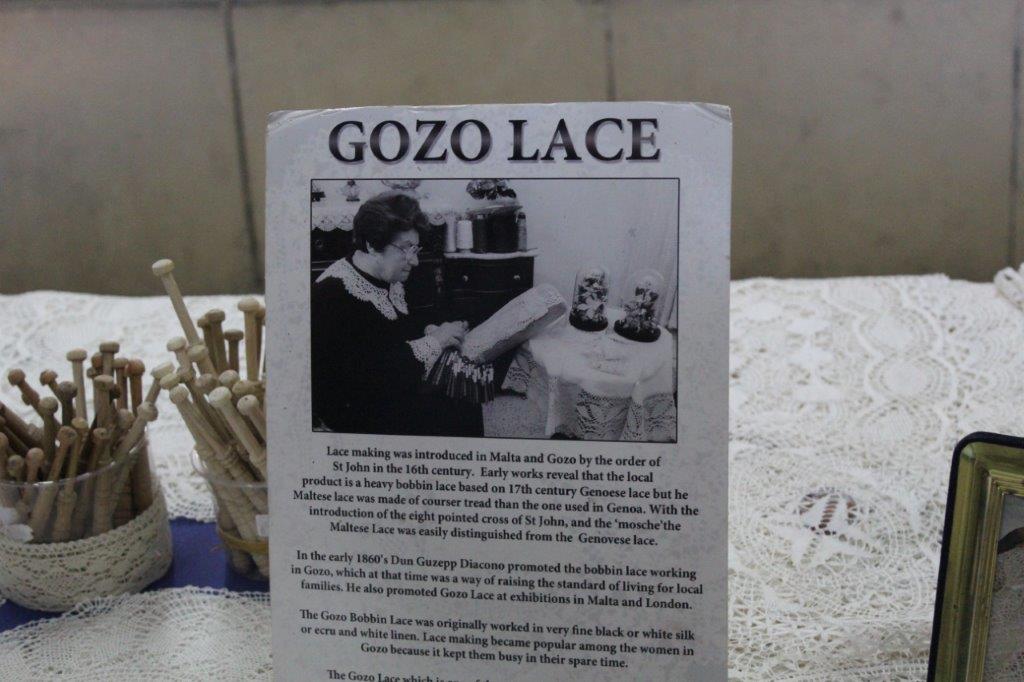 GOZO LACE
Lace making was introduced in Malta and Gozo by the order of
St John in the 16th century. Early works reveal that the local
product is a heavy bobbin lace based on 17th century Genoese lace but he
Maltese lace was made of courser tread than the one used in Genoa. With the
introduction of the eight pointed cross of St John, and the 'mosche'the
Maltese Lace was easily distinguished from the Genovese lace.
In the early 1860's Dun Guzepp Diacono promoted the bobbin lace working
in Gozo, which at that time was a way of raising the standard of living for local
families. He also promoted Gozo Lace at exhibitions in Malta and London.
The Gozo Bobbin Lace was originally worked in very fine black or white silk
or ecru and white linen. Lace making became popular among the women in
Gozo because it kept them busy in their spare time.
The Gozo Lace which is